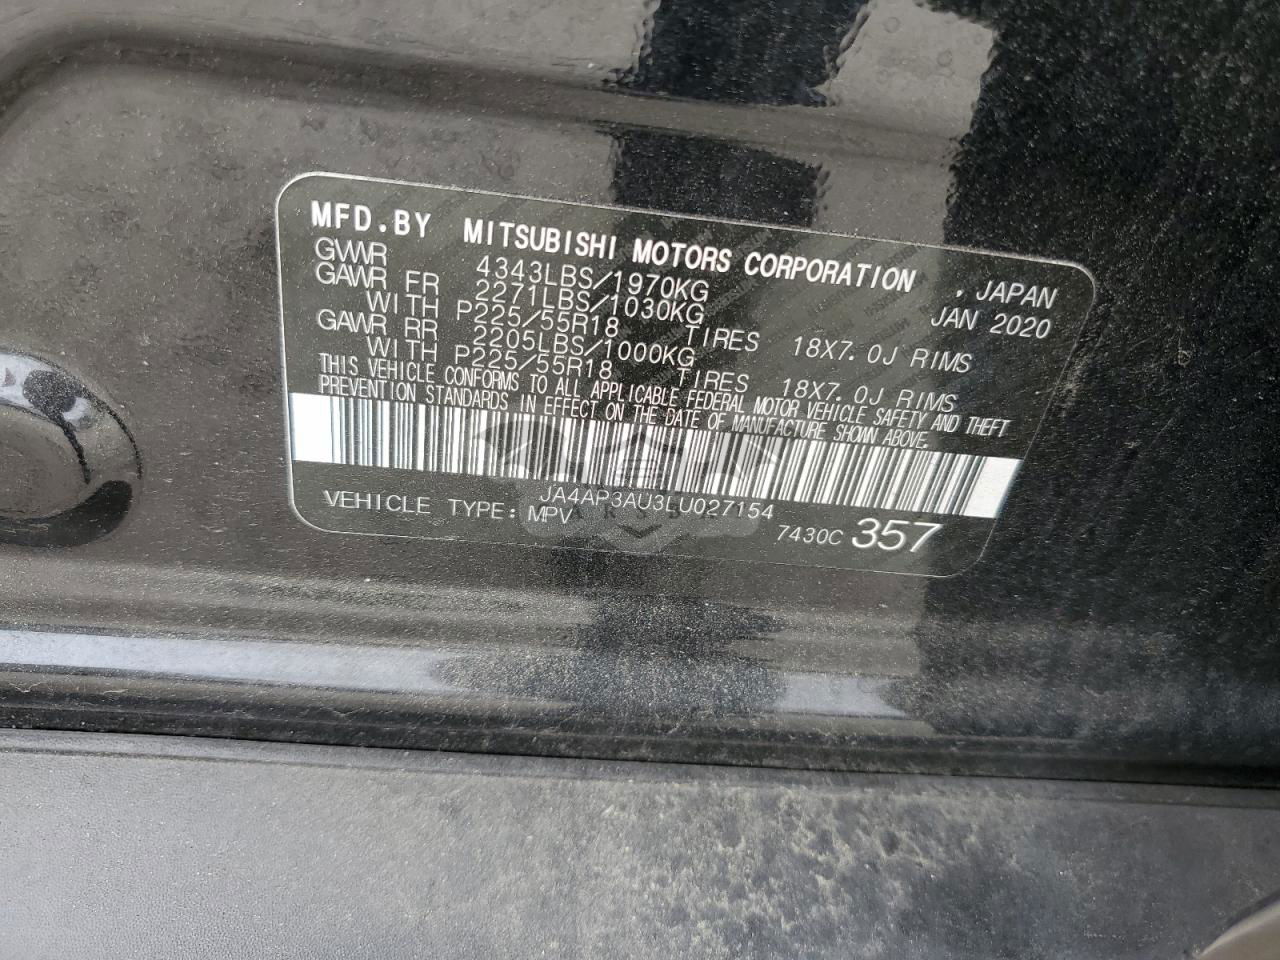 MFD.BY MITSUBISHI MOTORS CORPORATION , JAPAN
GVWR 4343LBS/1970KG JAN 2020
GAWR FR 2271LBS/1030KG
WITH P225/55R18 TIRES 18X7.0J RIMS
GAWR RR 2205LBS/1000KG
WITH P225/55R18 TIRES 18X7.0J RIMS
THIS VEHICLE CONFORMS TO ALL APPLICABLE FEDERAL MOTOR VEHICLE SAFETY AND THEFT
PREVENTION STANDARDS IN EFFECT ON THE DATE OF MANUFACTURE SHOWN ABOVE.
JA4AP3AU3LU027154
VEHICLE TYPE: MPV 7430C 357